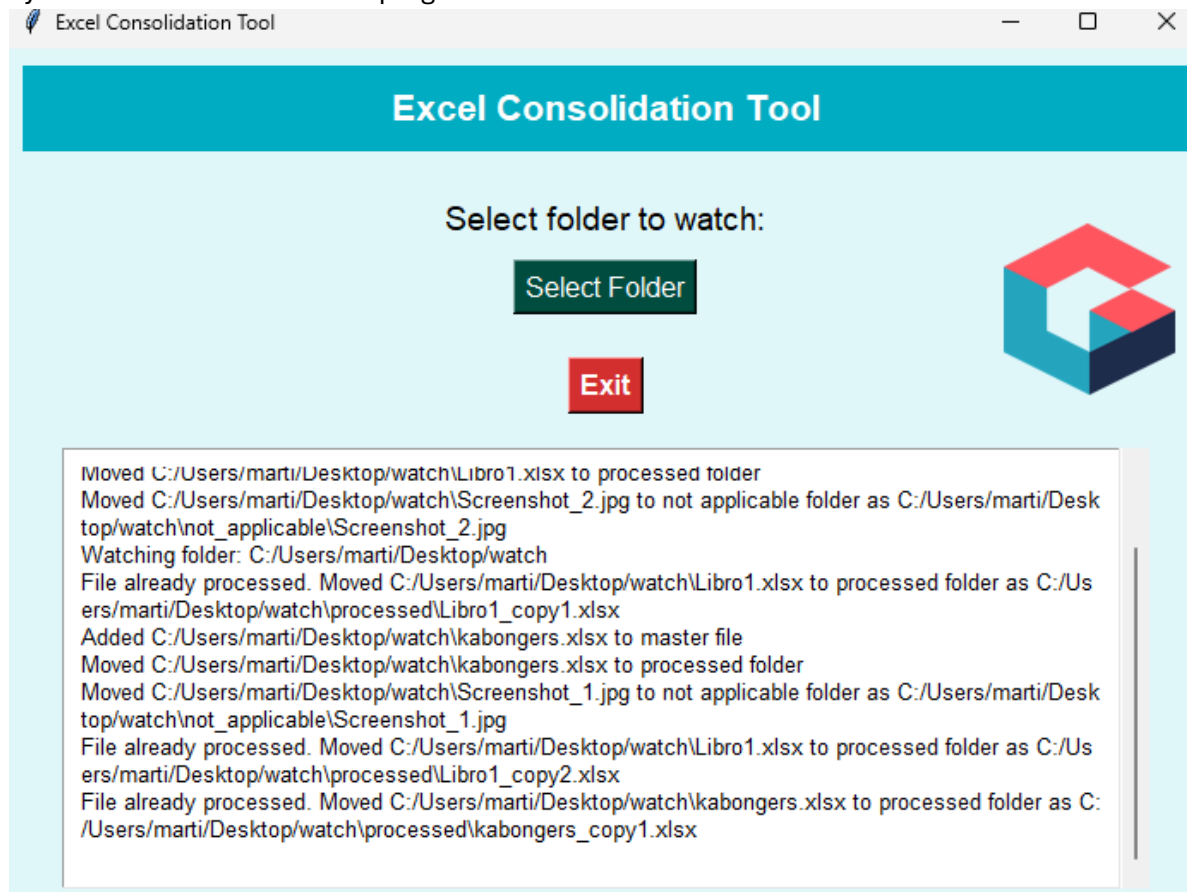 Excel Consolidation Tool
Excel Consolidation Tool
Select folder to watch:
Select Folder
Exit
Moved C:/Users/marti/Desktop/watch\Libro1.xlsx to processed folder
Moved C:/Users/marti/Desktop/watch\Screenshot_2.jpg to not applicable folder as C:/Users/marti/Desk
top/watch\not_applicable\Screenshot_2.jpg
Watching folder: C:/Users/marti/Desktop/watch
File already processed. Moved C:/Users/marti/Desktop/watch\Libro1.xlsx to processed folder as C:/Us
ers/marti/Desktop/watch\processed\Libro1_copy1.xlsx
Added C:/Users/marti/Desktop/watch\kabongers.xlsx to master file
Moved C:/Users/marti/Desktop/watch\kabongers.xlsx to processed folder
Moved C:/Users/marti/Desktop/watch\Screenshot_1.jpg to not applicable folder as C:/Users/marti/Desk
top/watch\not_applicable\Screenshot_1.jpg
File already processed. Moved C:/Users/marti/Desktop/watch\Libro1.xlsx to processed folder as C:/Us
ers/marti/Desktop/watch\processed\Libro1_copy2.xlsx
File already processed. Moved C:/Users/marti/Desktop/watch\kabongers.xlsx to processed folder as C:
/Users/marti/Desktop/watch\processed\kabongers_copy1.xlsx